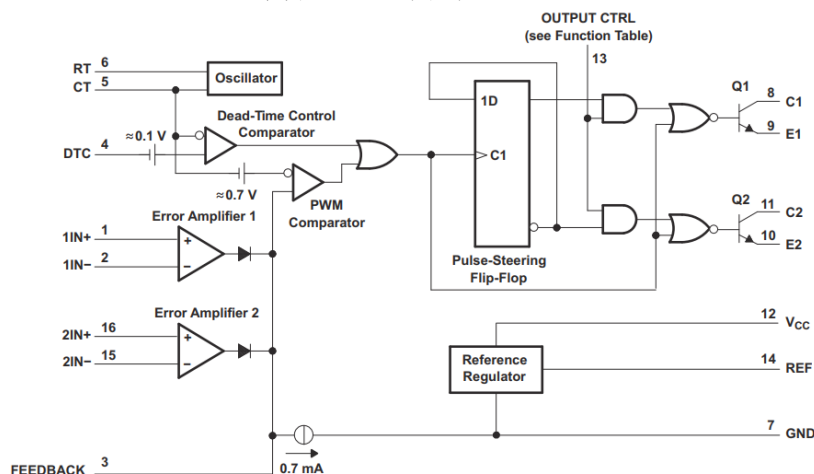 OUTPUT CTRL
(see Function Table)
13
RT 6
CT 5
Oscillator
Dead-Time Control
Comparator
≈ 0.1 V
DTC 4
≈ 0.7 V
PWM
Comparator
1D
C1
Pulse-Steering
Flip-Flop
Q1
8 C1
9 E1
Q2
11 C2
10 E2
Error Amplifier 1
1IN+ 1
+
1IN− 2
−
Error Amplifier 2
2IN+ 16
+
2IN− 15
−
12 VCC
Reference
Regulator
14 REF
7 GND
0.7 mA
FEEDBACK 3